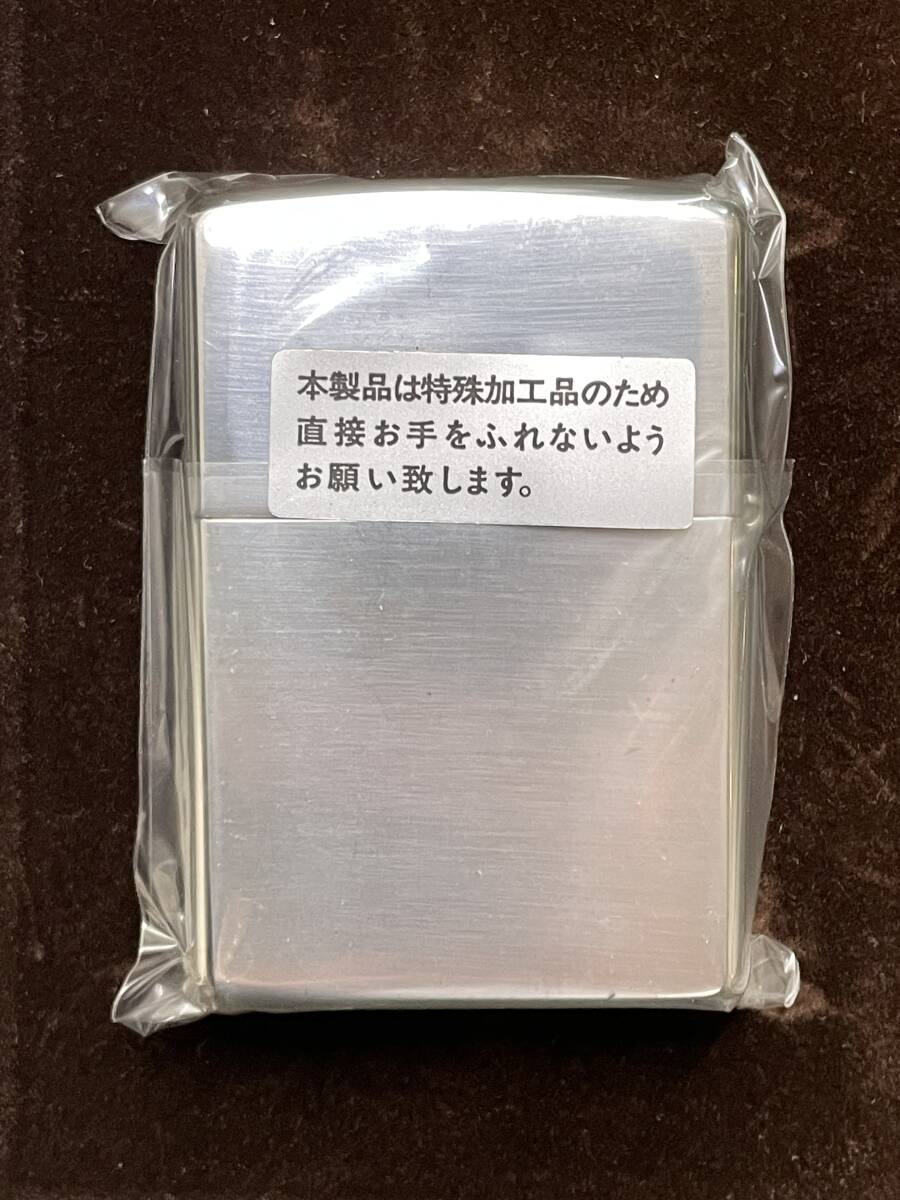 本製品は特殊加工品のため
直接お手をふれないよう
お願い致します。